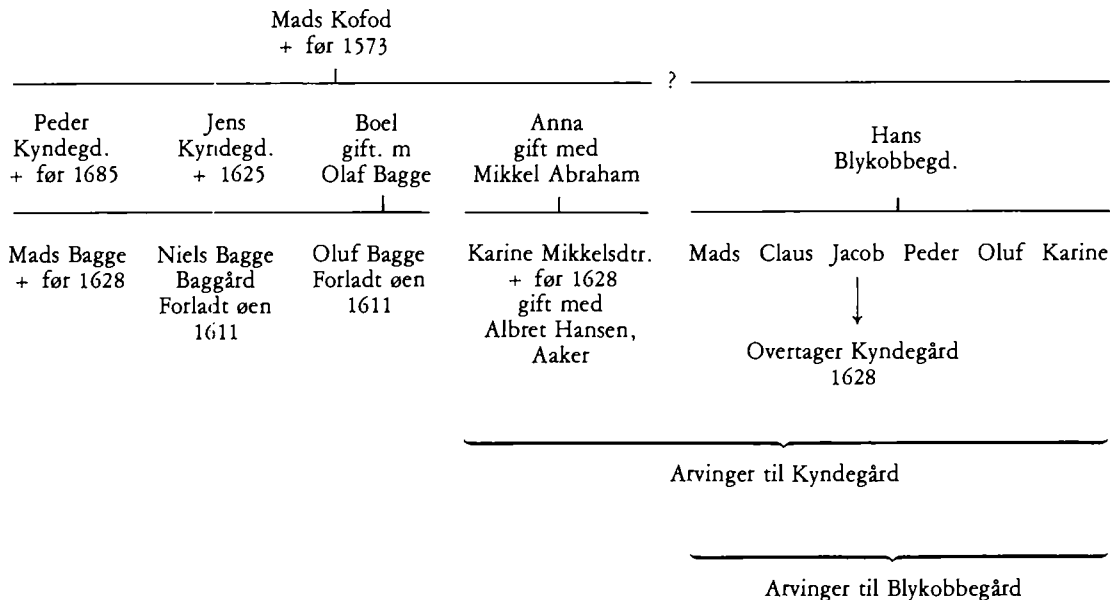 Mads Kofod
+ før 1573
?
Peder
Kyndegd.
+ før 1685
Jens
Kyndegd.
+ 1625
Boel
gift. m
Olaf Bagge
Anna
gift med
Mikkel Abraham
Hans
Blykobbegd.
Mads Bagge
+ før 1628
Niels Bagge
Baggård
Forladt øen
1611
Oluf Bagge
Forladt øen
1611
Karine Mikkelsdtr.
+ før 1628
gift med
Albret Hansen,
Aaker
Mads Claus Jacob Peder Oluf Karine
Overtager Kyndegård
1628
Arvinger til Kyndegård
Arvinger til Blykobbegård